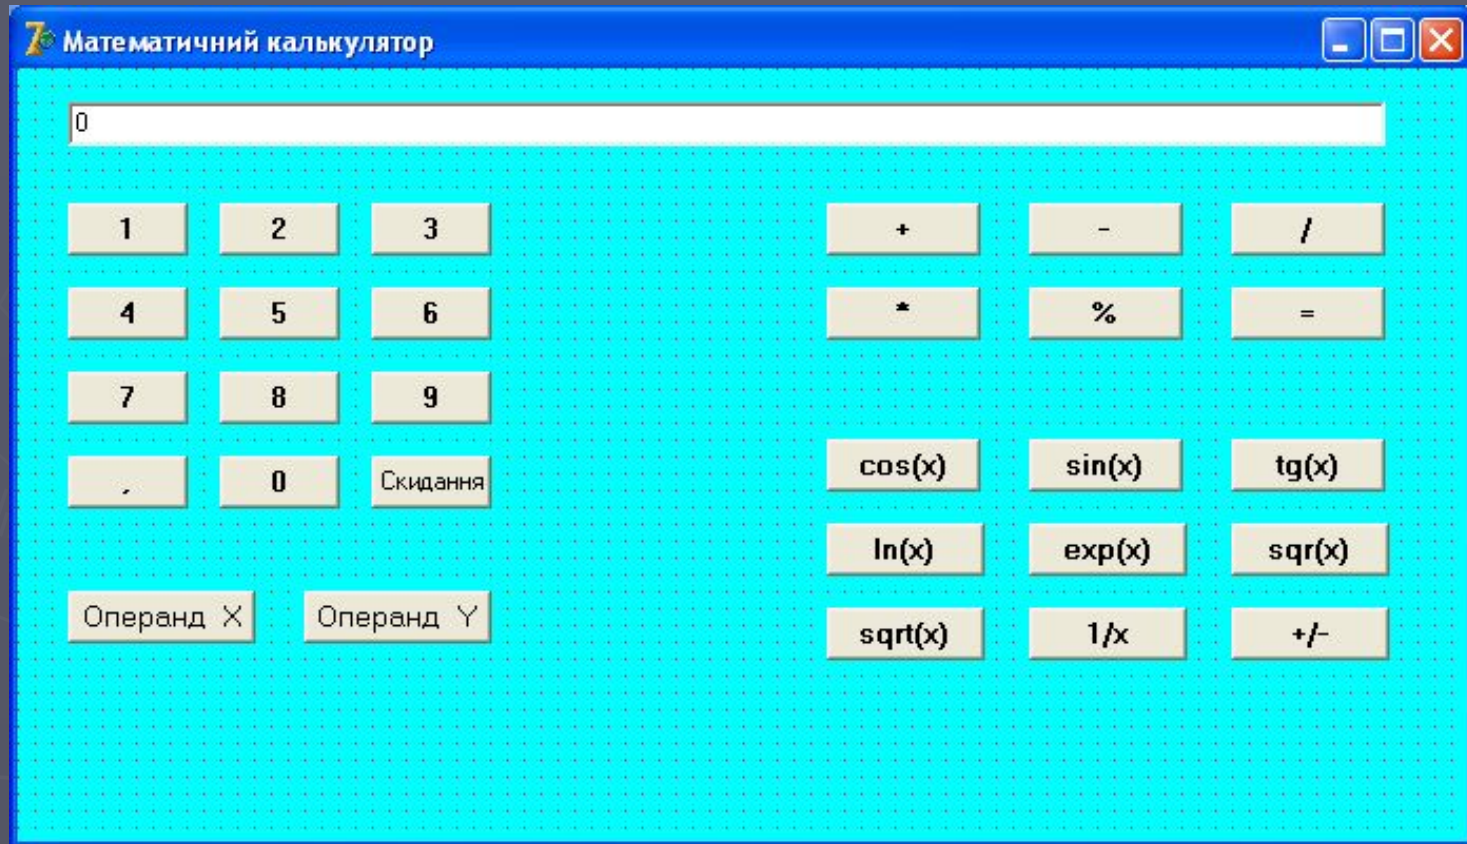 Математичний калькулятор
0
1 2 3 + - /
4 5 6 * % =
7 8 9
, 0 Скидання cos(x) sin(x) tg(x)
ln(x) exp(x) sqr(x)
Операнд X Операнд Y sqrt(x) 1/x +/-